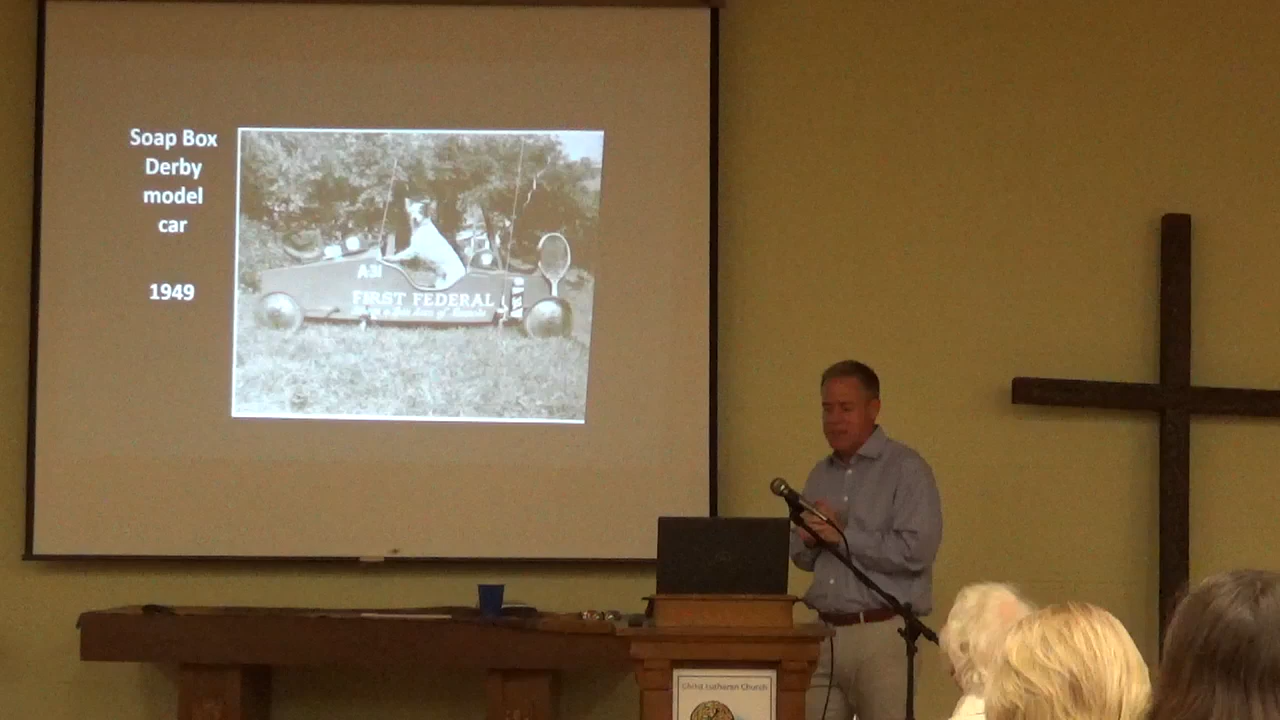 Soap Box
Derby
model
car
1949
A31
FIRST FEDERAL
Christ Lutheran Church